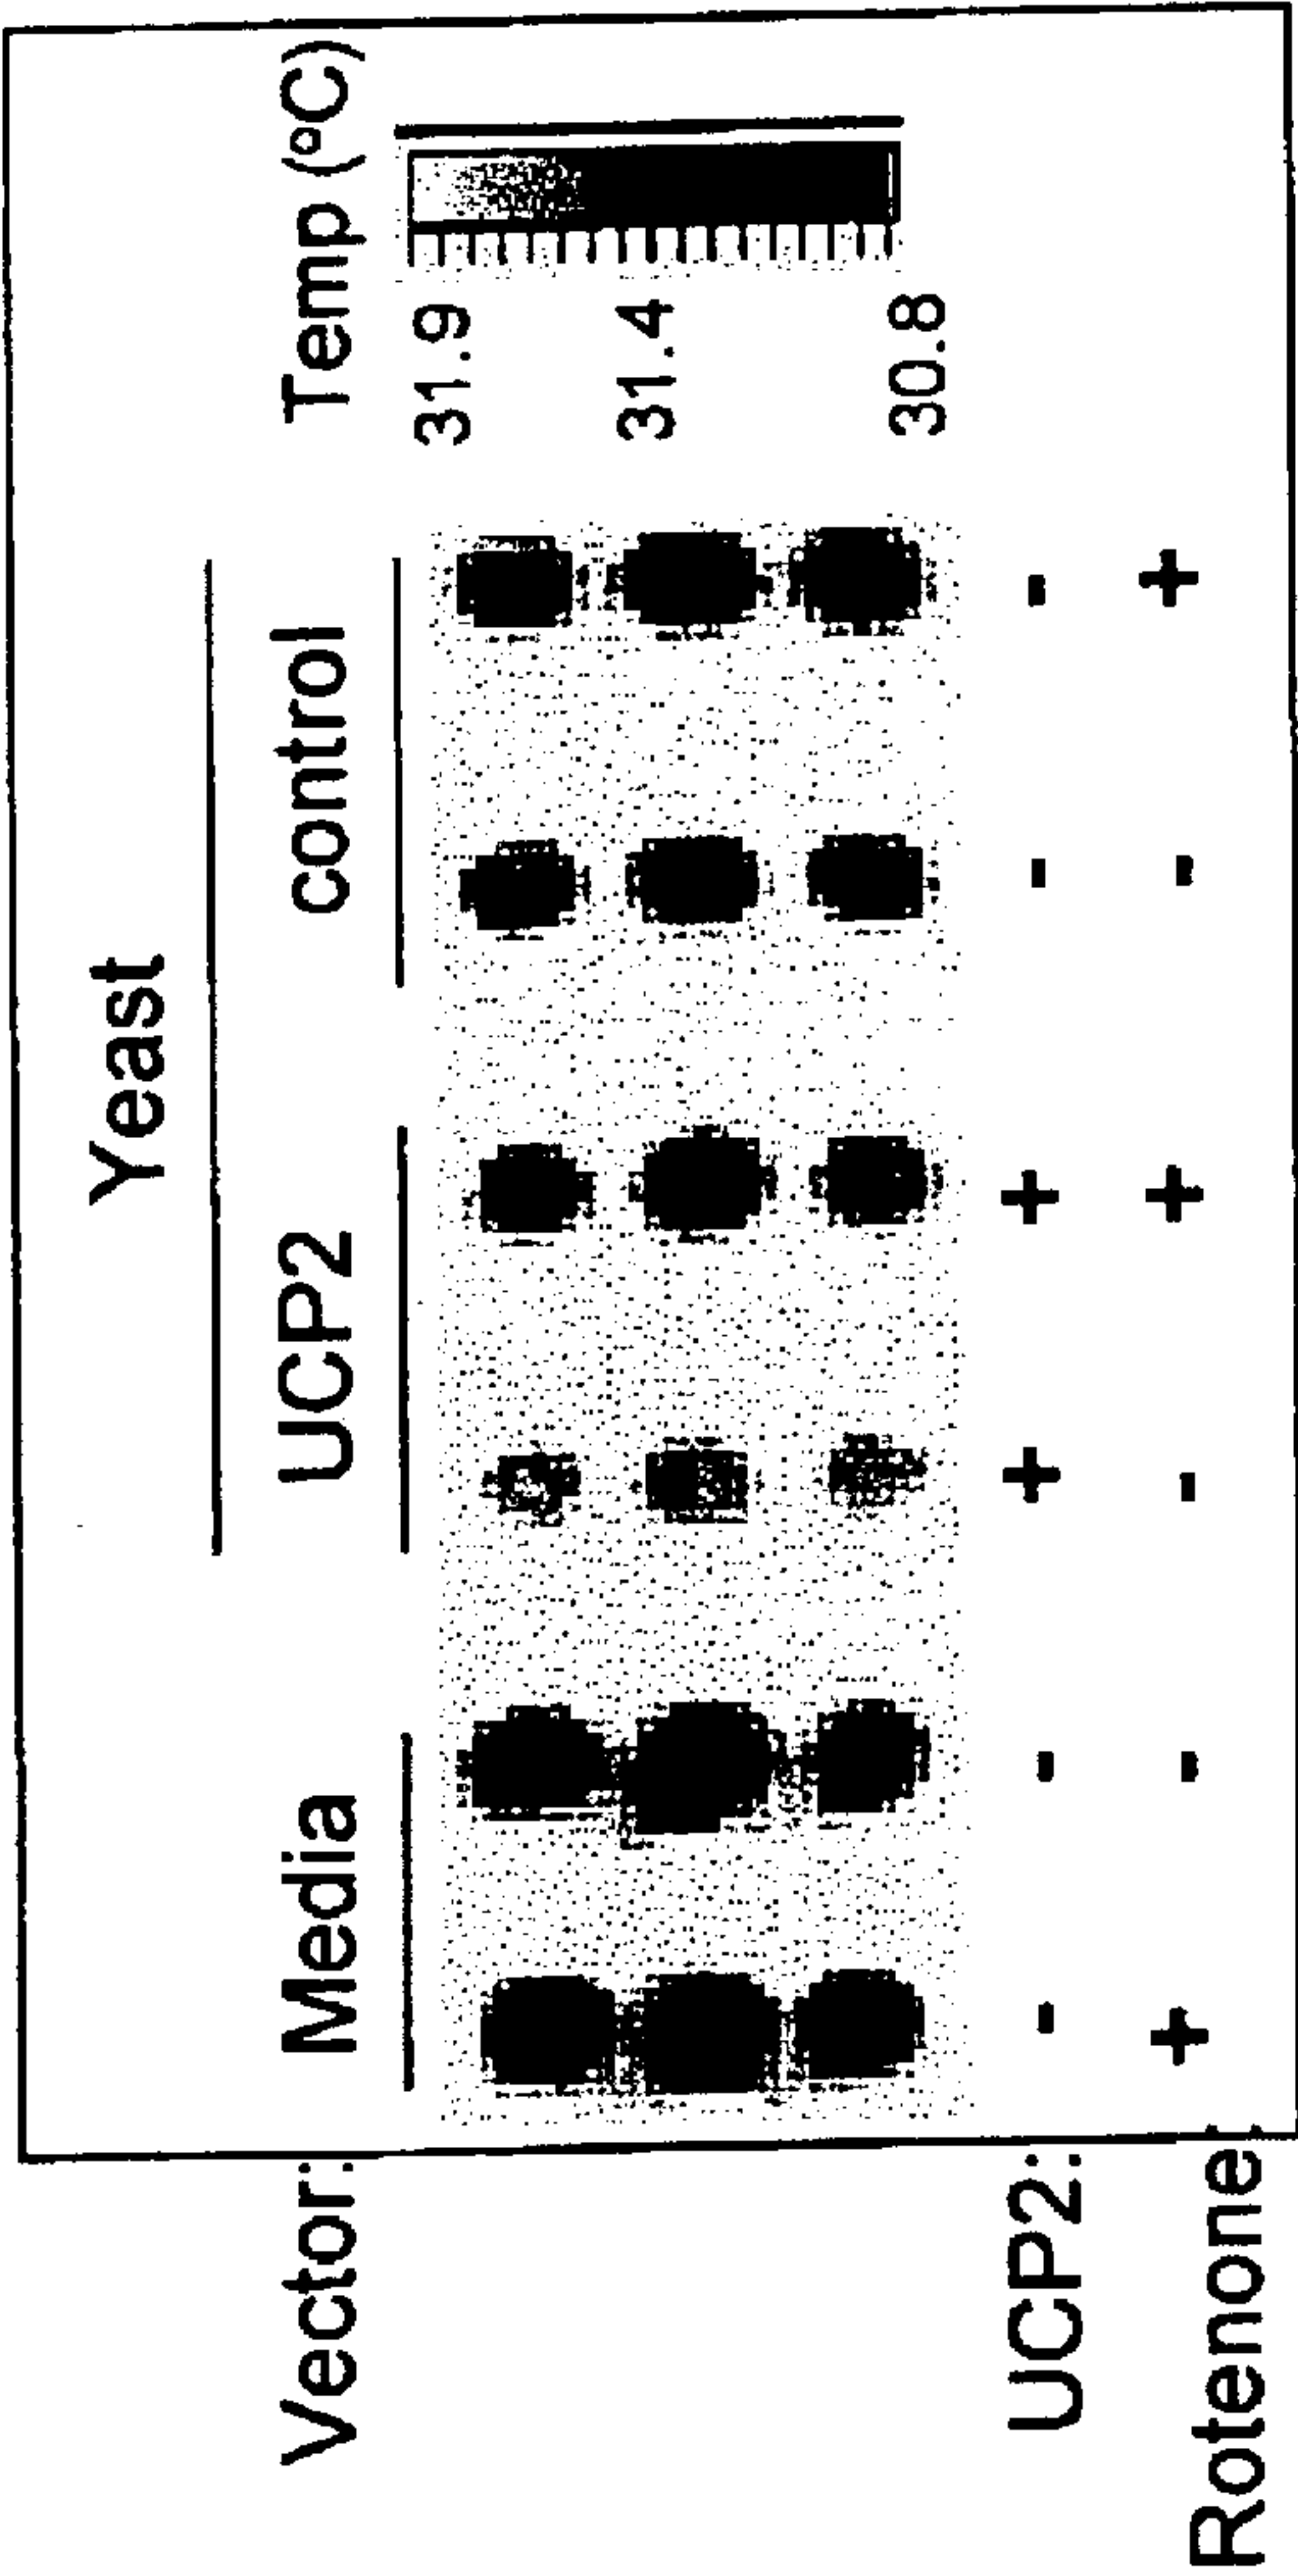 Yeast
Vector: Media UCP2 control Temp (°C)
31.9
31.4
30.8
UCP2: - - + + - -
Rotenone: + - - + - +